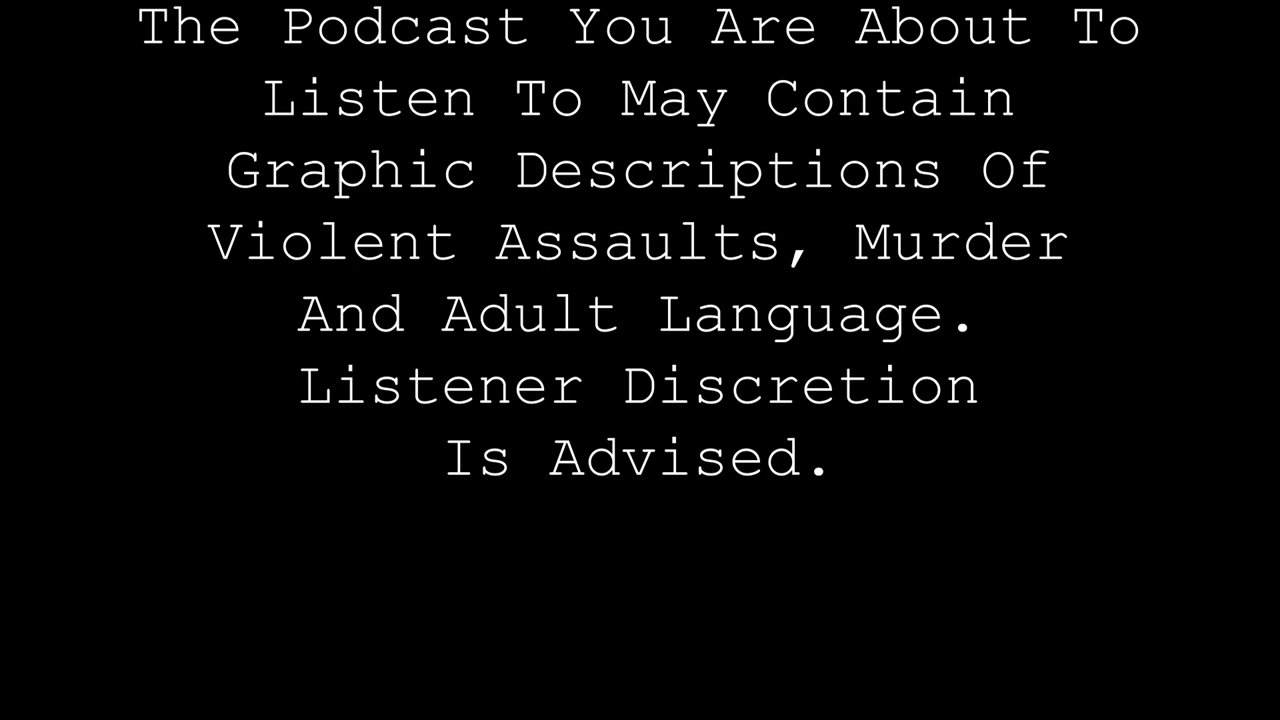 The Podcast You Are About To
Listen To May Contain
Graphic Descriptions Of
Violent Assaults, Murder
And Adult Language.
Listener Discretion
Is Advised.